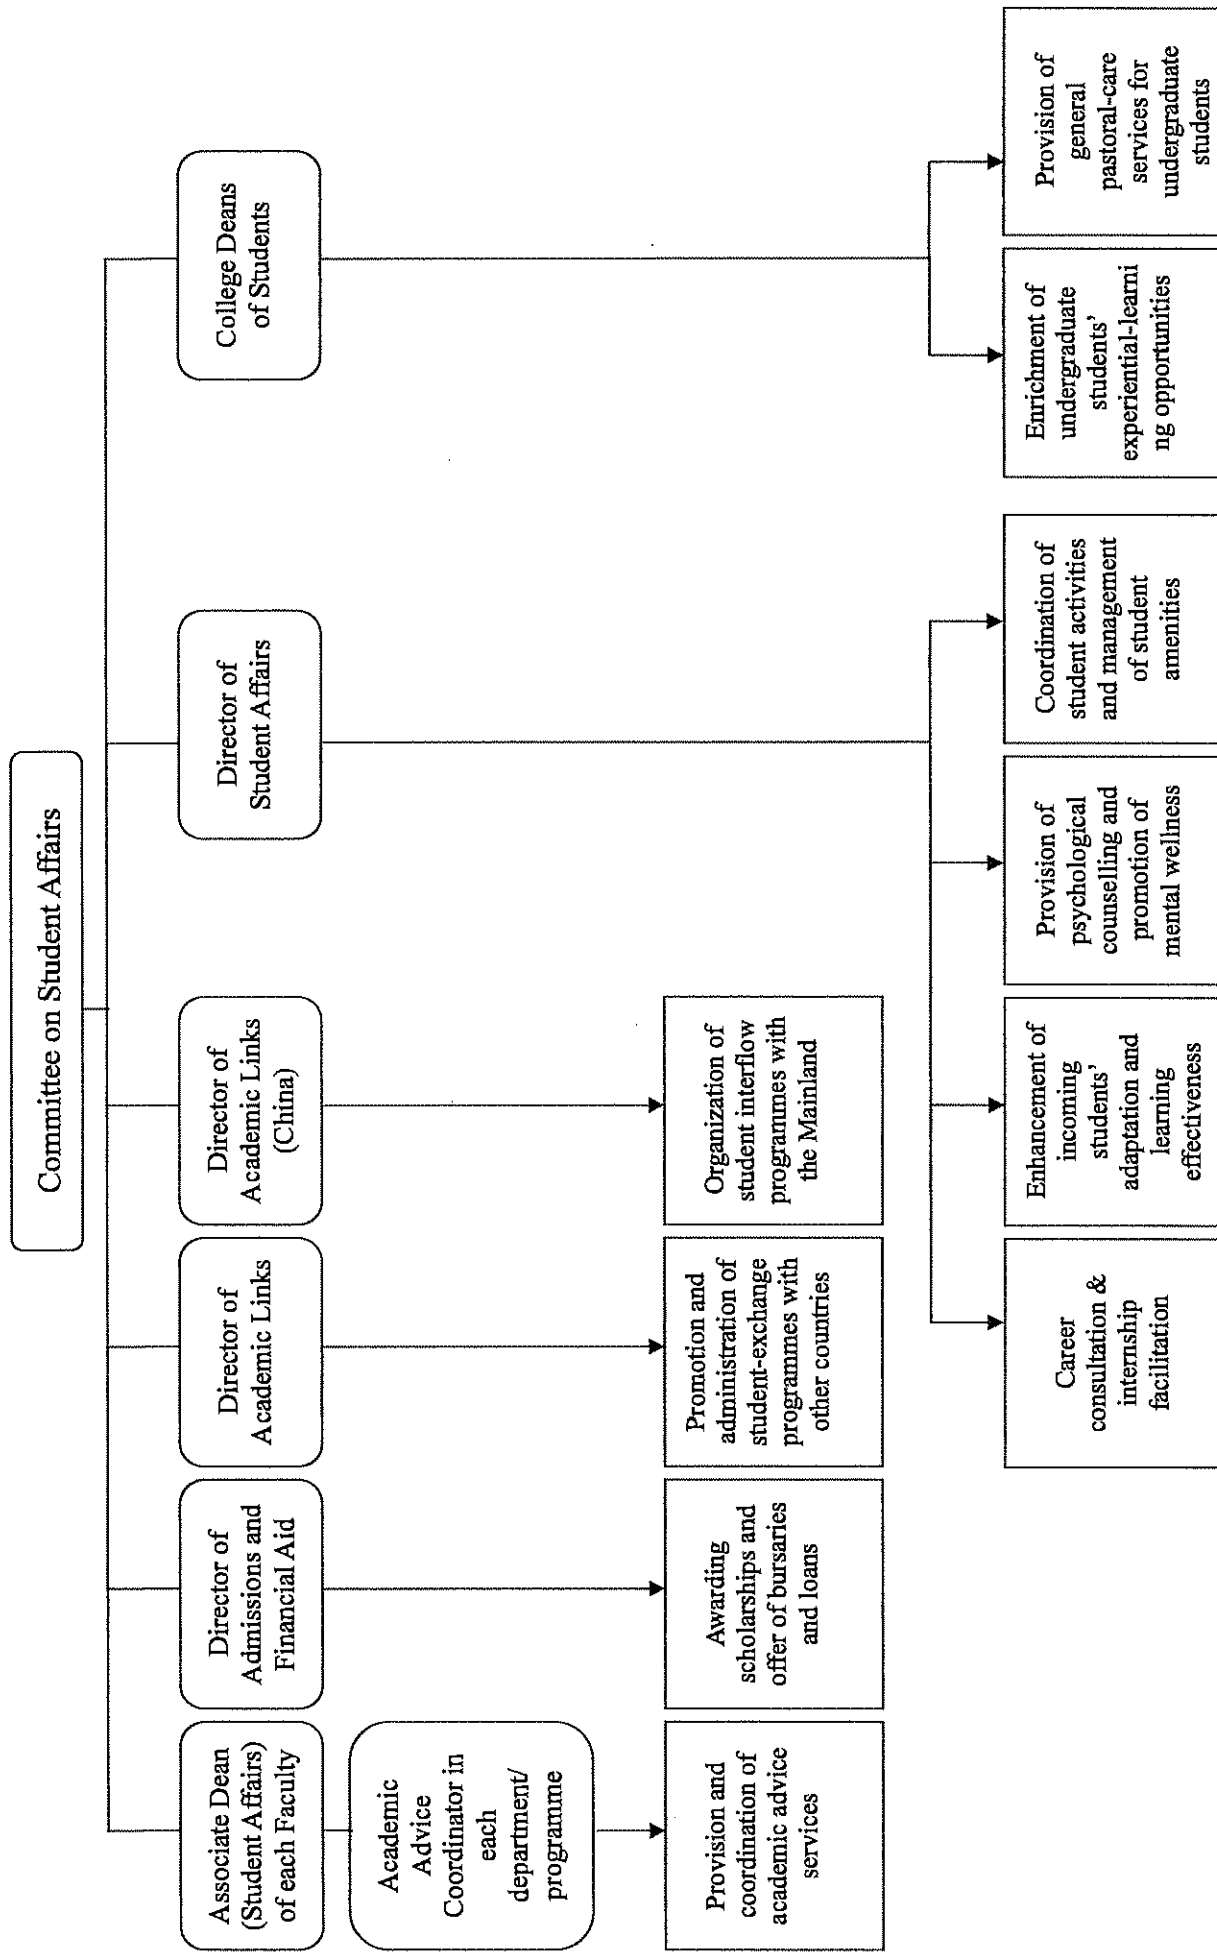 Committee on Student Affairs
Associate Dean
(Student Affairs)
of each Faculty
Director of
Admissions and
Financial Aid
Director of
Academic Links
Director of
Academic Links
(China)
Director of
Student Affairs
College Deans
of Students
Academic
Advice
Coordinator in
each
department/
programme
Provision and
coordination of
academic advice
services
Awarding
scholarships and
offer of bursaries
and loans
Promotion and
administration of
student-exchange
programmes with
other countries
Organization of
student interflow
programmes with
the Mainland
Career
consultation &
internship
facilitation
Enhancement of
incoming
students'
adaptation and
learning
effectiveness
Provision of
psychological
counselling and
promotion of
mental wellness
Coordination of
student activities
and management
of student
amenities
Enrichment of
undergraduate
students'
experiential-learni
ng opportunities
Provision of
general
pastoral-care
services for
undergraduate
students